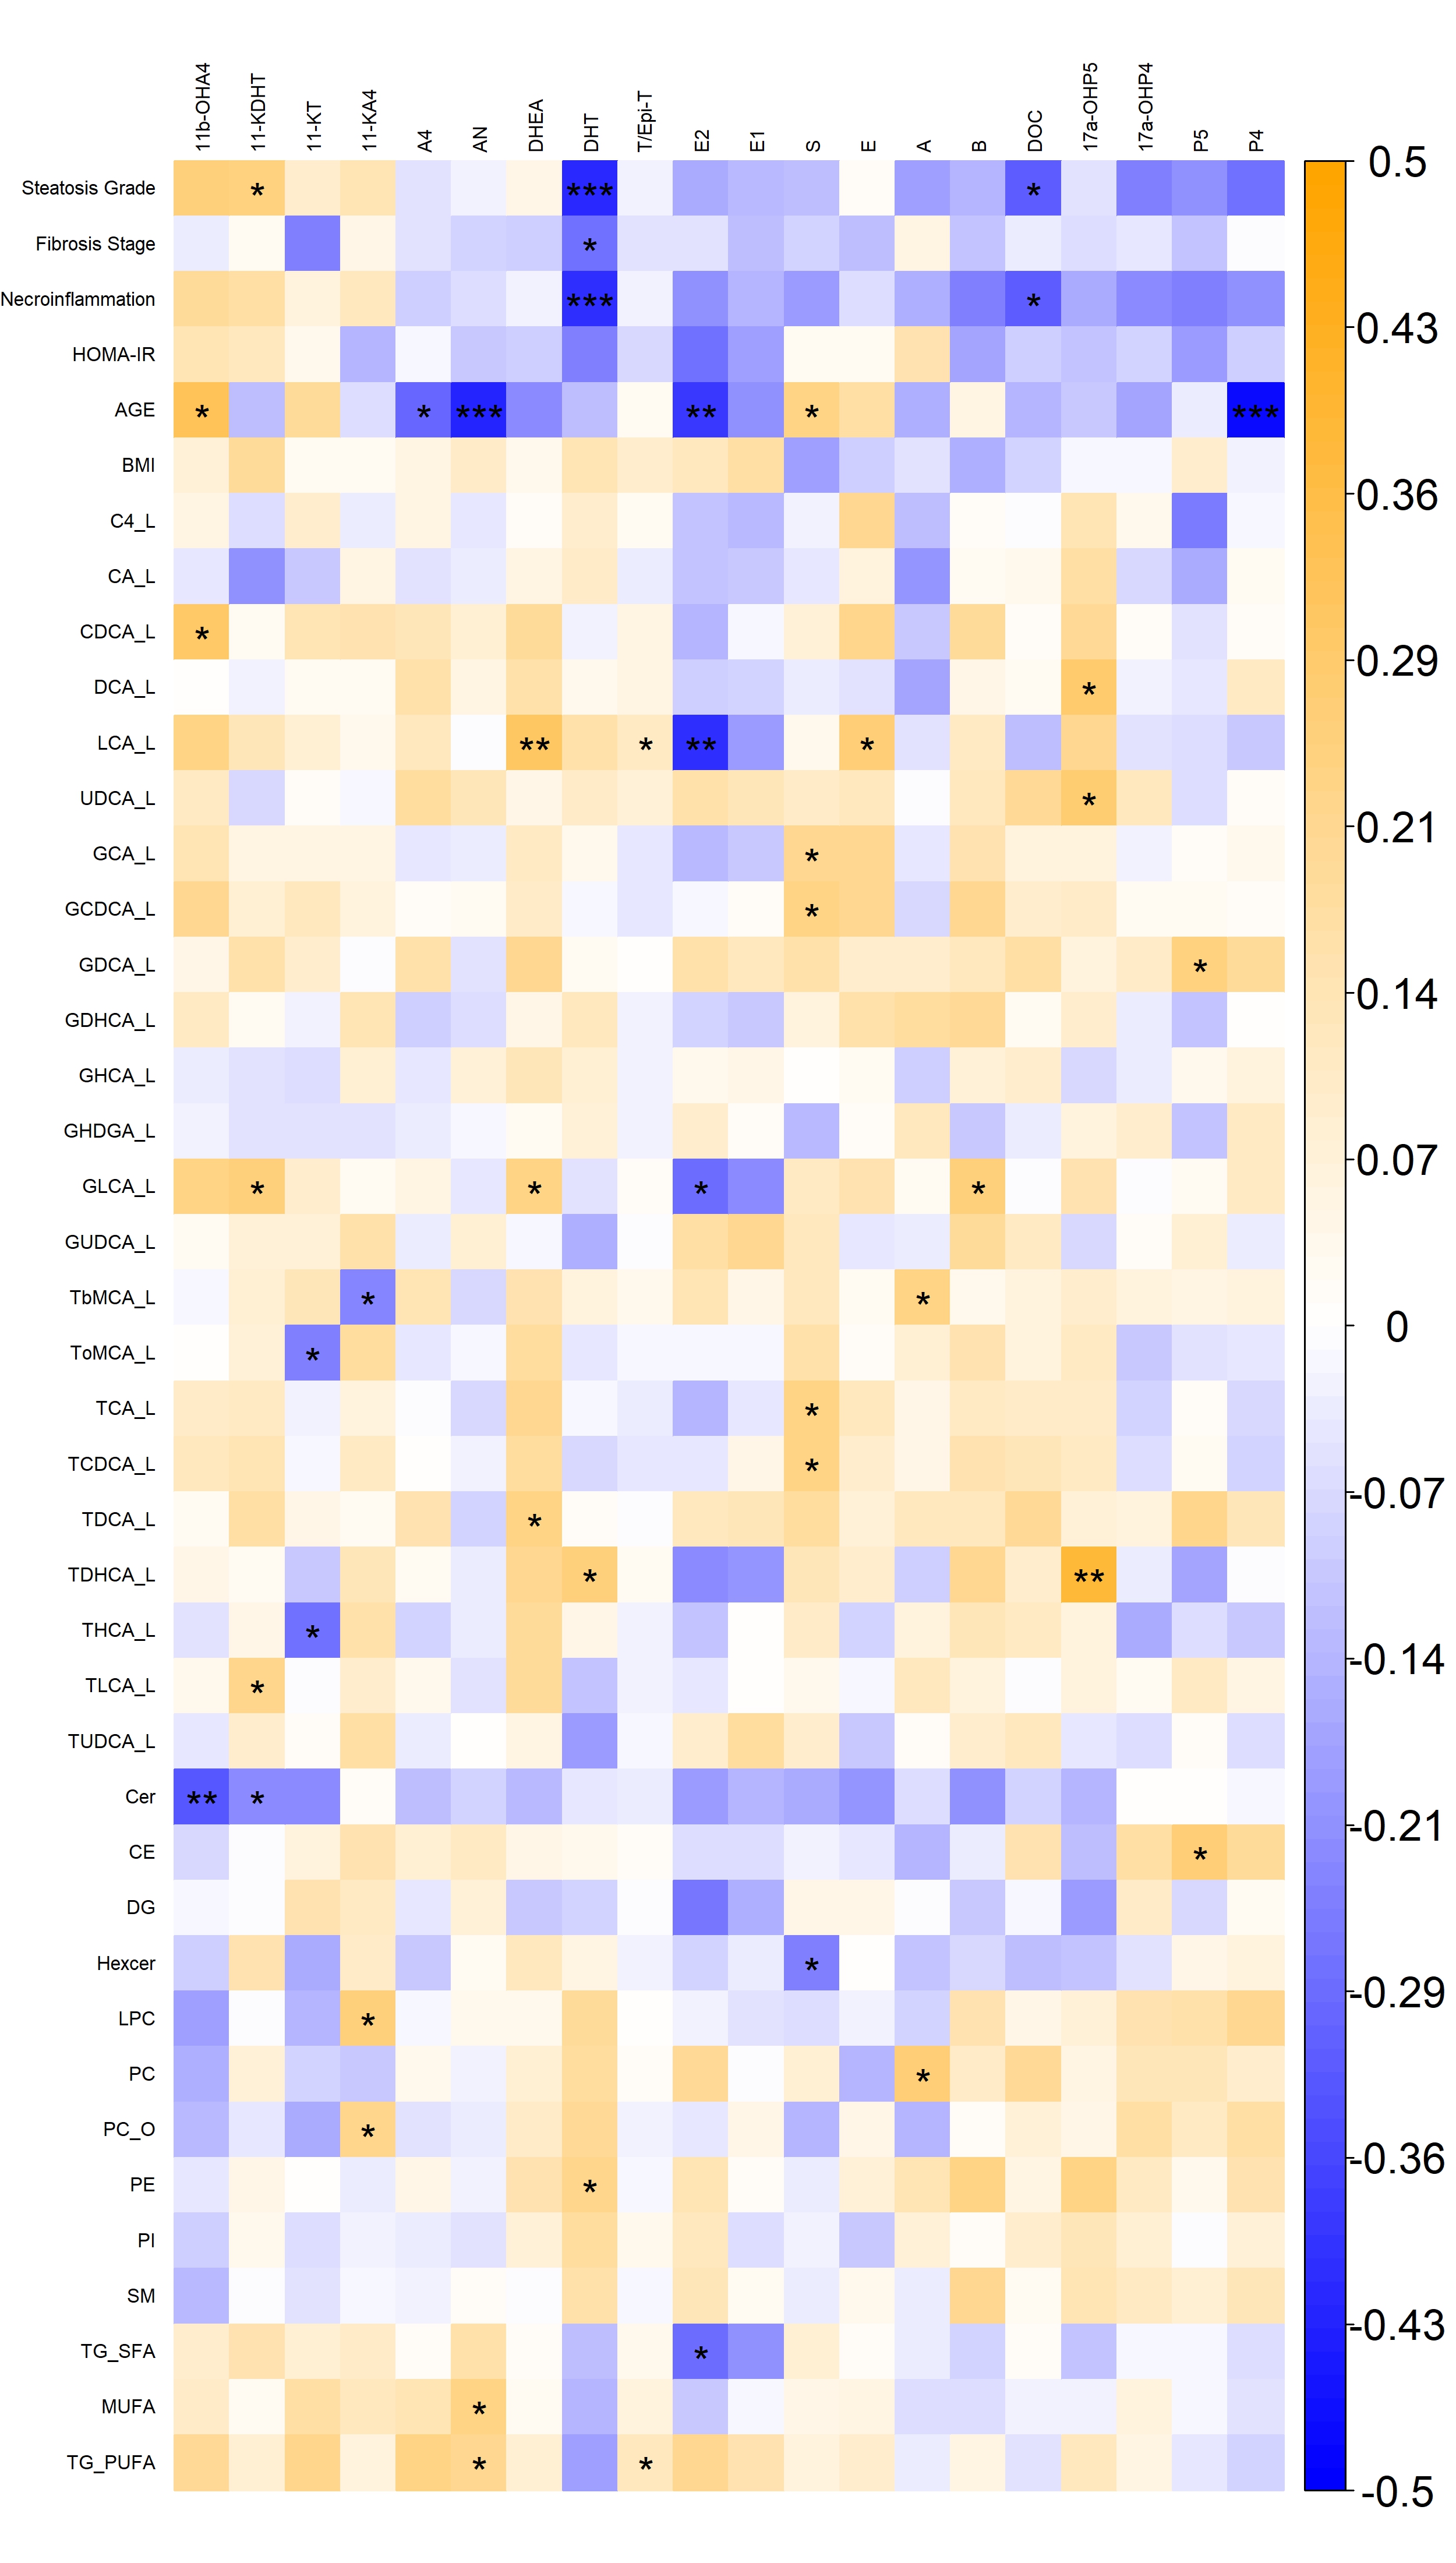 11b-OHA4 11-KDHT 11-KT 11-KA4 A4 AN DHEA DHT T/Epi-T E2 E1 S E A B DOC 17a-OHP5 17a-OHP4 P5 P4
Steatosis Grade * *** *
Fibrosis Stage *
Necroinflammation *** *
HOMA-IR
AGE * * *** ** * ***
BMI
C4_L
CA_L
CDCA_L *
DCA_L *
LCA_L ** * ** *
UDCA_L *
GCA_L *
GCDCA_L *
GDCA_L *
GDHCA_L
GHCA_L
GHDGA_L
GLCA_L * * * *
GUDCA_L
TbMCA_L * *
ToMCA_L *
TCA_L *
TCDCA_L *
TDCA_L *
TDHCA_L * **
THCA_L *
TLCA_L *
TUDCA_L
Cer ** *
CE *
DG
Hexcer *
LPC *
PC *
PC_O *
PE *
PI
SM
TG_SFA *
MUFA *
TG_PUFA * *
0.5
0.43
0.36
0.29
0.21
0.14
0.07
0
-0.07
-0.14
-0.21
-0.29
-0.36
-0.43
-0.5